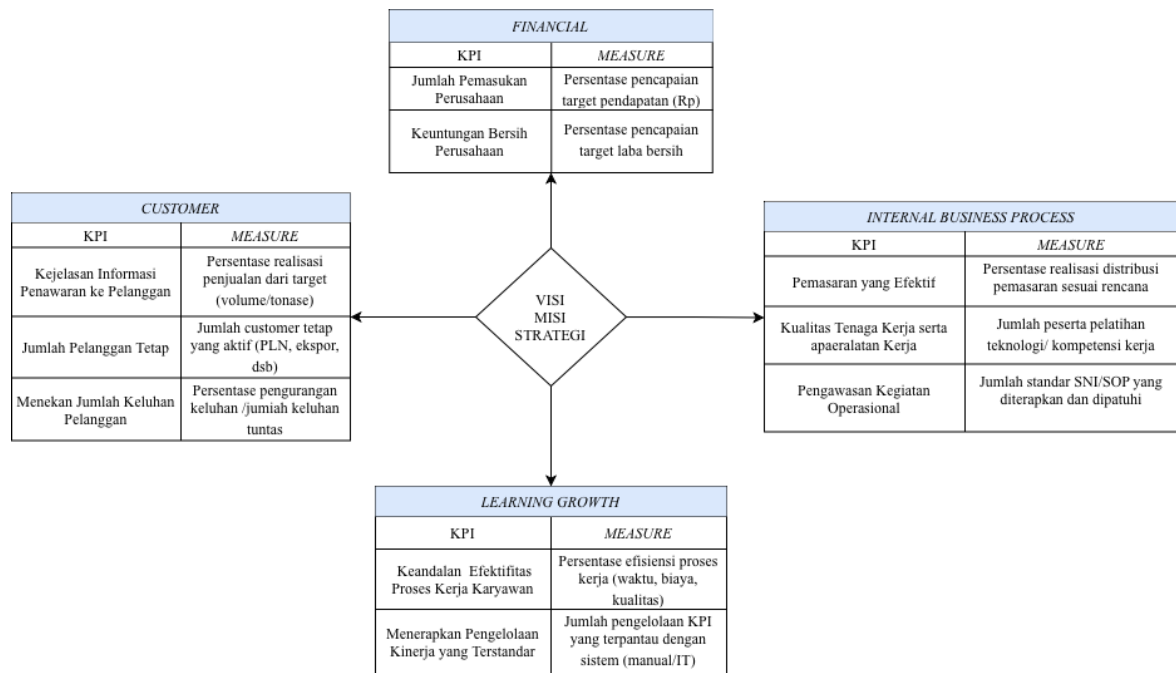 FINANCIAL
KPI
MEASURE
Jumlah Pemasukan
Perusahaan
Persentase pencapaian
target pendapatan (Rp)
Keuntungan Bersih
Perusahaan
Persentase pencapaian
target laba bersih
CUSTOMER
KPI
MEASURE
Kejelasan Informasi
Penawaran ke Pelanggan
Persentase realisasi
penjualan dari target
(volume/tonase)
Jumlah Pelanggan Tetap
Jumlah customer tetap
yang aktif (PLN, ekspor,
dsb)
Menekan Jumlah Keluhan
Pelanggan
Persentase pengurangan
keluhan /jumiah keluhan
tuntas
VISI
MISI
STRATEGI
INTERNAL BUSINESS PROCESS
KPI
MEASURE
Pemasaran yang Efektif
Persentase realisasi distribusi
pemasaran sesuai rencana
Kualitas Tenaga Kerja serta
apaeralatan Kerja
Jumlah peserta pelatihan
teknologi/ kompetensi kerja
Pengawasan Kegiatan
Operasional
Jumlah standar SNI/SOP yang
diterapkan dan dipatuhi
LEARNING GROWTH
KPI
MEASURE
Keandalan Efektifitas
Proses Kerja Karyawan
Persentase efisiensi proses
kerja (waktu, biaya,
kualitas)
Menerapkan Pengelolaan
Kinerja yang Terstandar
Jumlah pengelolaan KPI
yang terpantau dengan
sistem (manual/IT)